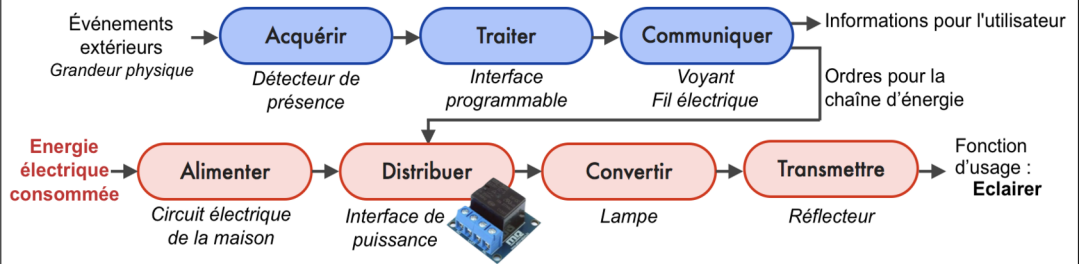 Événements
extérieurs
Grandeur physique
Acquérir
Traiter
Communiquer
Informations pour l'utilisateur
Détecteur de
présence
Interface
programmable
Voyant
Fil électrique
Ordres pour la
chaîne d'énergie
Energie
électrique
consommée
Alimenter
Distribuer
Convertir
Transmettre
Fonction
d'usage :
Eclairer
Circuit électrique
de la maison
Interface de
puissance
Lampe
Réflecteur